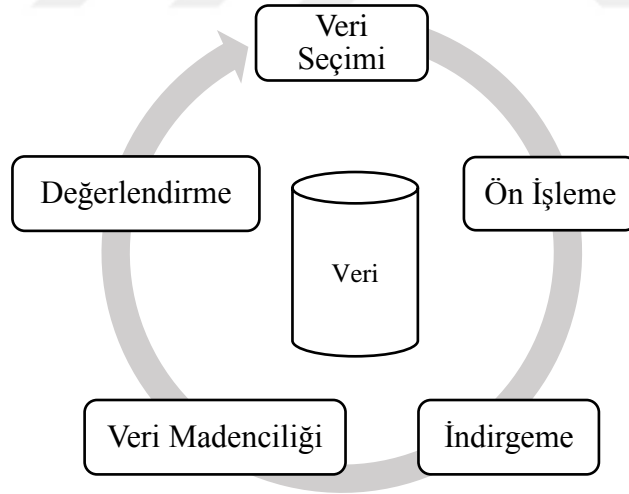 Veri
Seçimi
Ön İşleme
İndirgeme
Veri Madenciliği
Değerlendirme
Veri